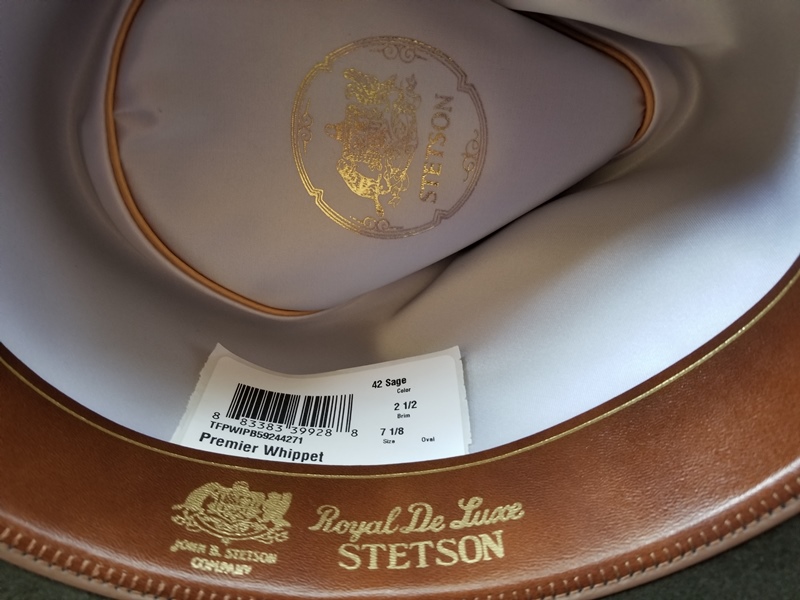 STETSON
42 Sage
Color
2 1/2
Brim
7 1/8
Size Oval
8 83383 39928 8
TFPWIPB59244271
Premier Whippet
JOHN B. STETSON
COMPANY
Royal De Luxe
STETSON